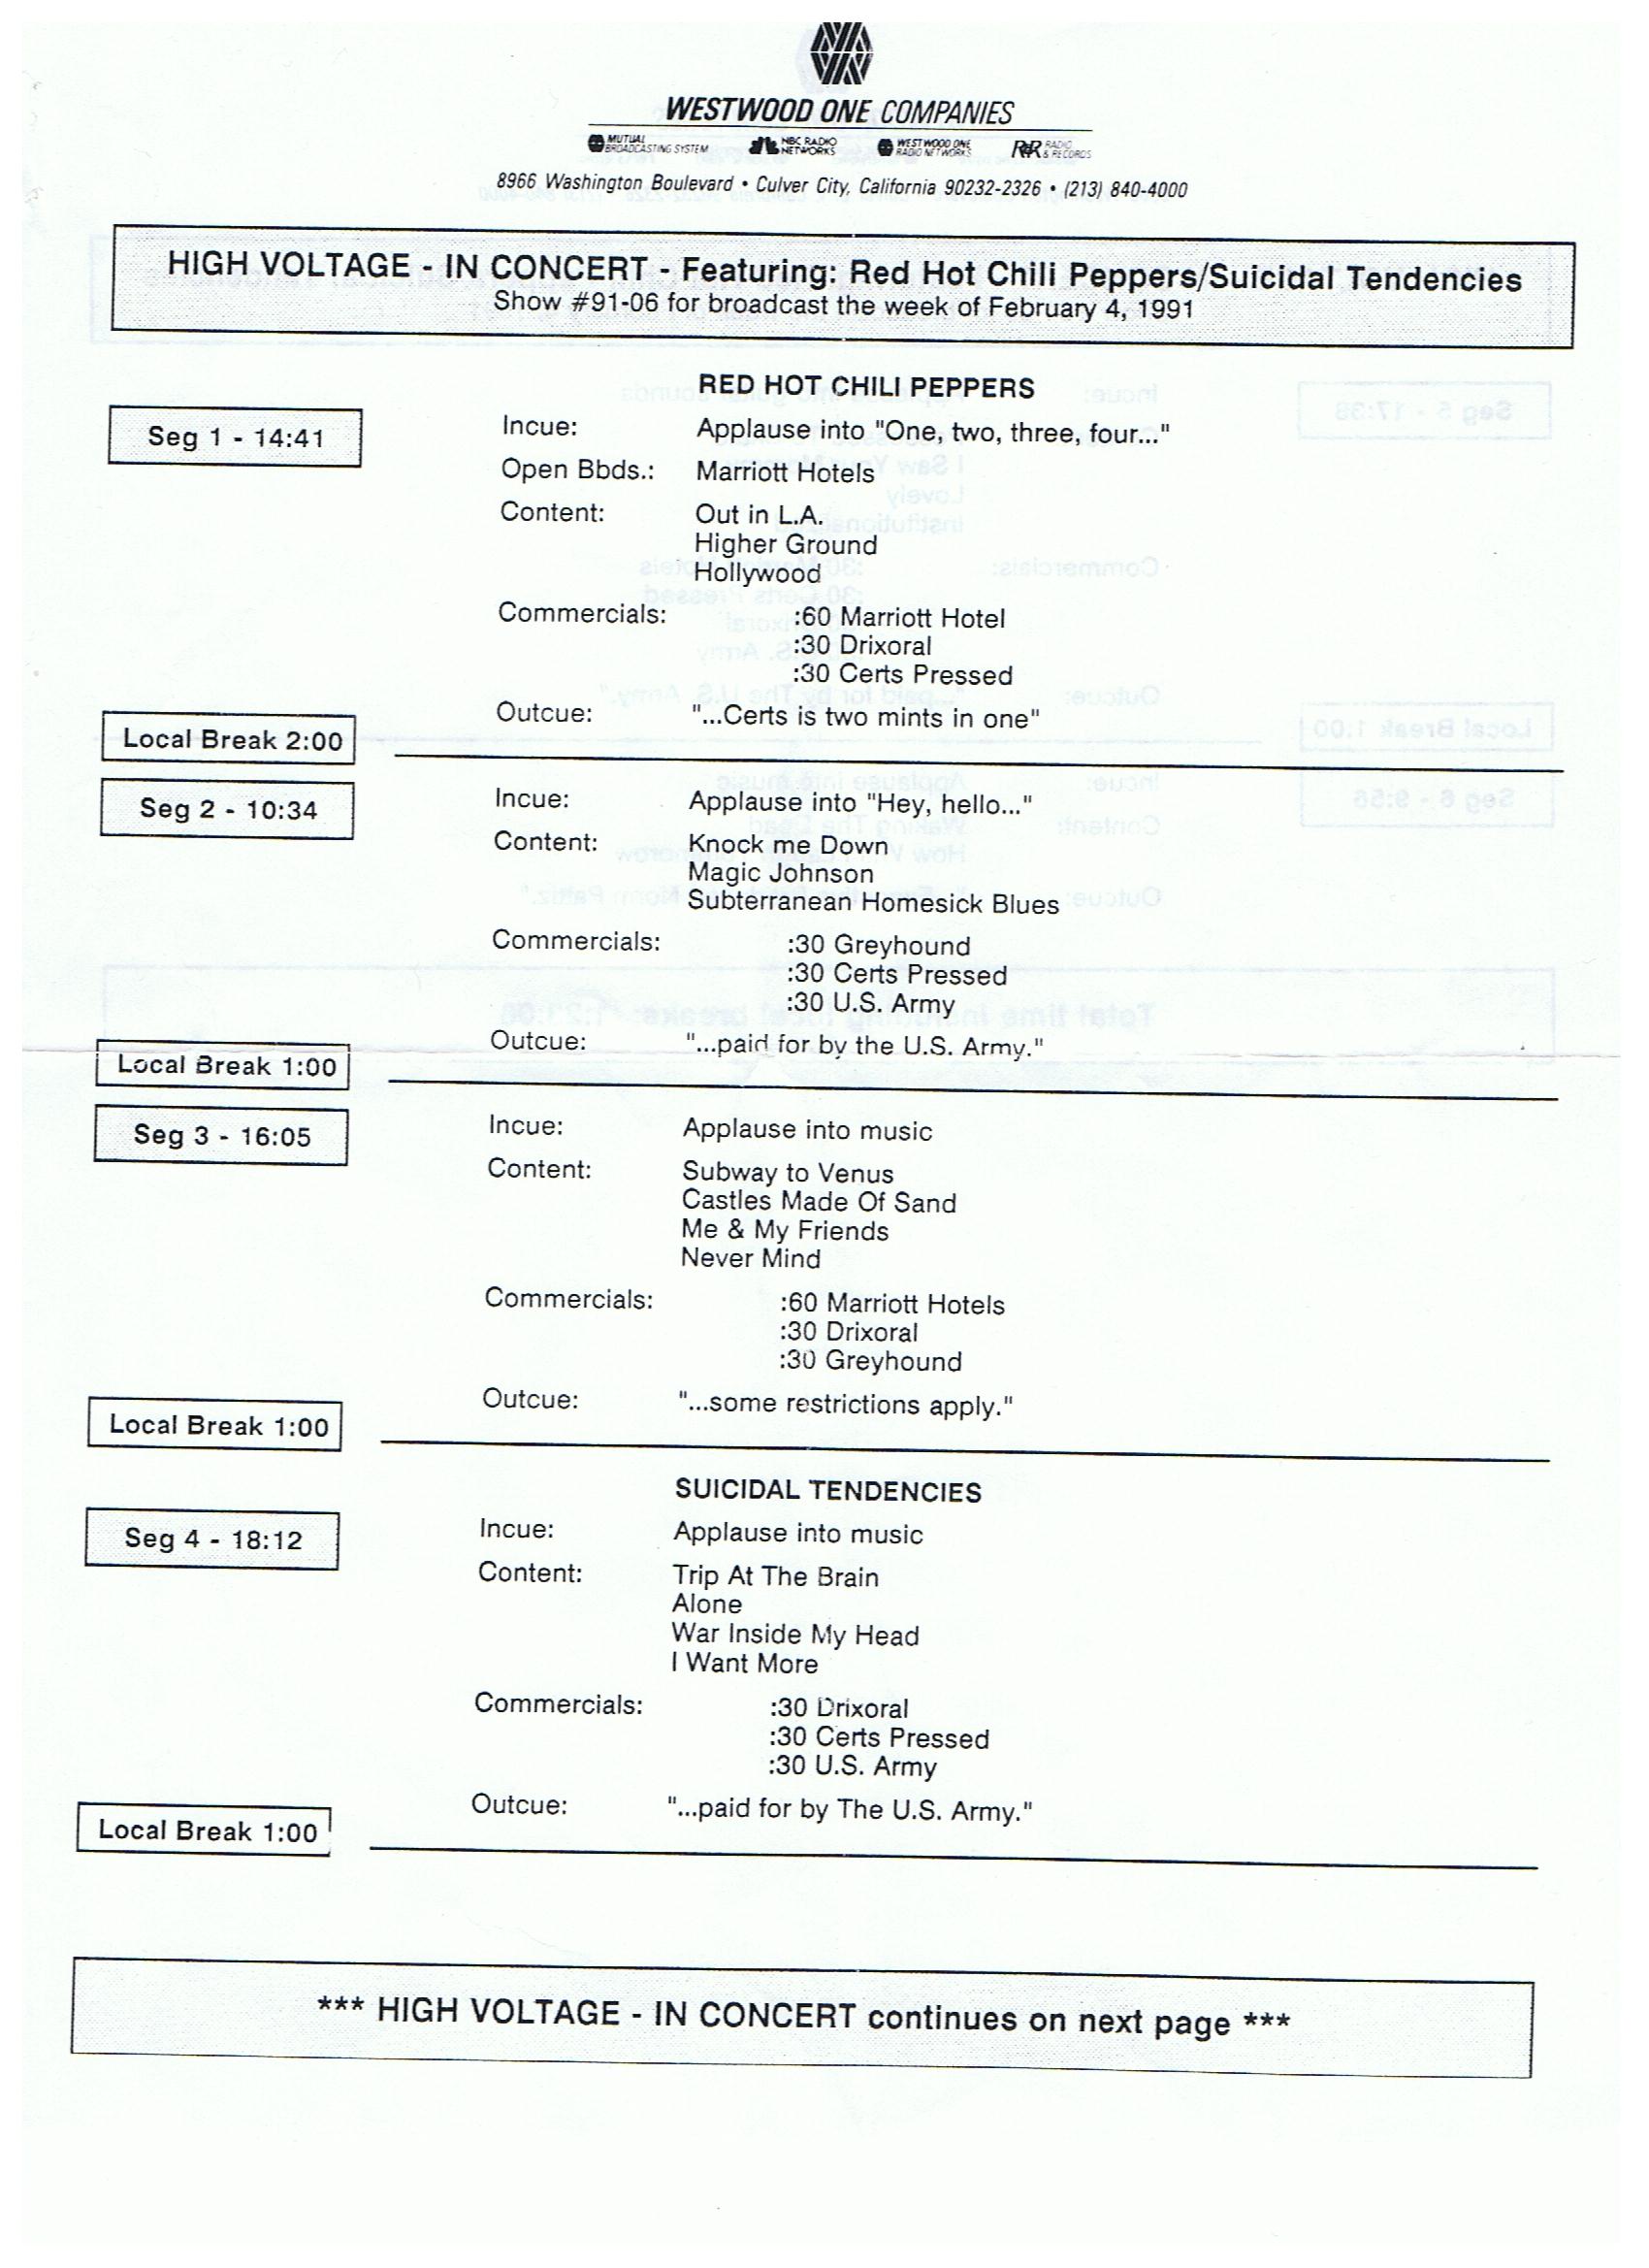 WESTWOOD ONE COMPANIES
MUTUAL BROADCASTING SYSTEM NBC RADIO NETWORKS WESTWOOD ONE RADIO NETWORKS R&R RADIO & RECORDS
8966 Washington Boulevard • Culver City, California 90232-2326 • (213) 840-4000
HIGH VOLTAGE - IN CONCERT - Featuring: Red Hot Chili Peppers/Suicidal Tendencies
Show #91-06 for broadcast the week of February 4, 1991
RED HOT CHILI PEPPERS
Seg 1 - 14:41
Incue: Applause into "One, two, three, four..."
Open Bbds.: Marriott Hotels
Content: Out in L.A.
Higher Ground
Hollywood
Commercials: :60 Marriott Hotel
:30 Drixoral
:30 Certs Pressed
Outcue: "...Certs is two mints in one"
Local Break 2:00
Seg 2 - 10:34
Incue: Applause into "Hey, hello..."
Content: Knock me Down
Magic Johnson
Subterranean Homesick Blues
Commercials: :30 Greyhound
:30 Certs Pressed
:30 U.S. Army
Outcue: "...paid for by the U.S. Army."
Local Break 1:00
Seg 3 - 16:05
Incue: Applause into music
Content: Subway to Venus
Castles Made Of Sand
Me & My Friends
Never Mind
Commercials: :60 Marriott Hotels
:30 Drixoral
:30 Greyhound
Outcue: "...some restrictions apply."
Local Break 1:00
SUICIDAL TENDENCIES
Seg 4 - 18:12
Incue: Applause into music
Content: Trip At The Brain
Alone
War Inside My Head
I Want More
Commercials: :30 Drixoral
:30 Certs Pressed
:30 U.S. Army
Outcue: "...paid for by The U.S. Army."
Local Break 1:00
*** HIGH VOLTAGE - IN CONCERT continues on next page ***